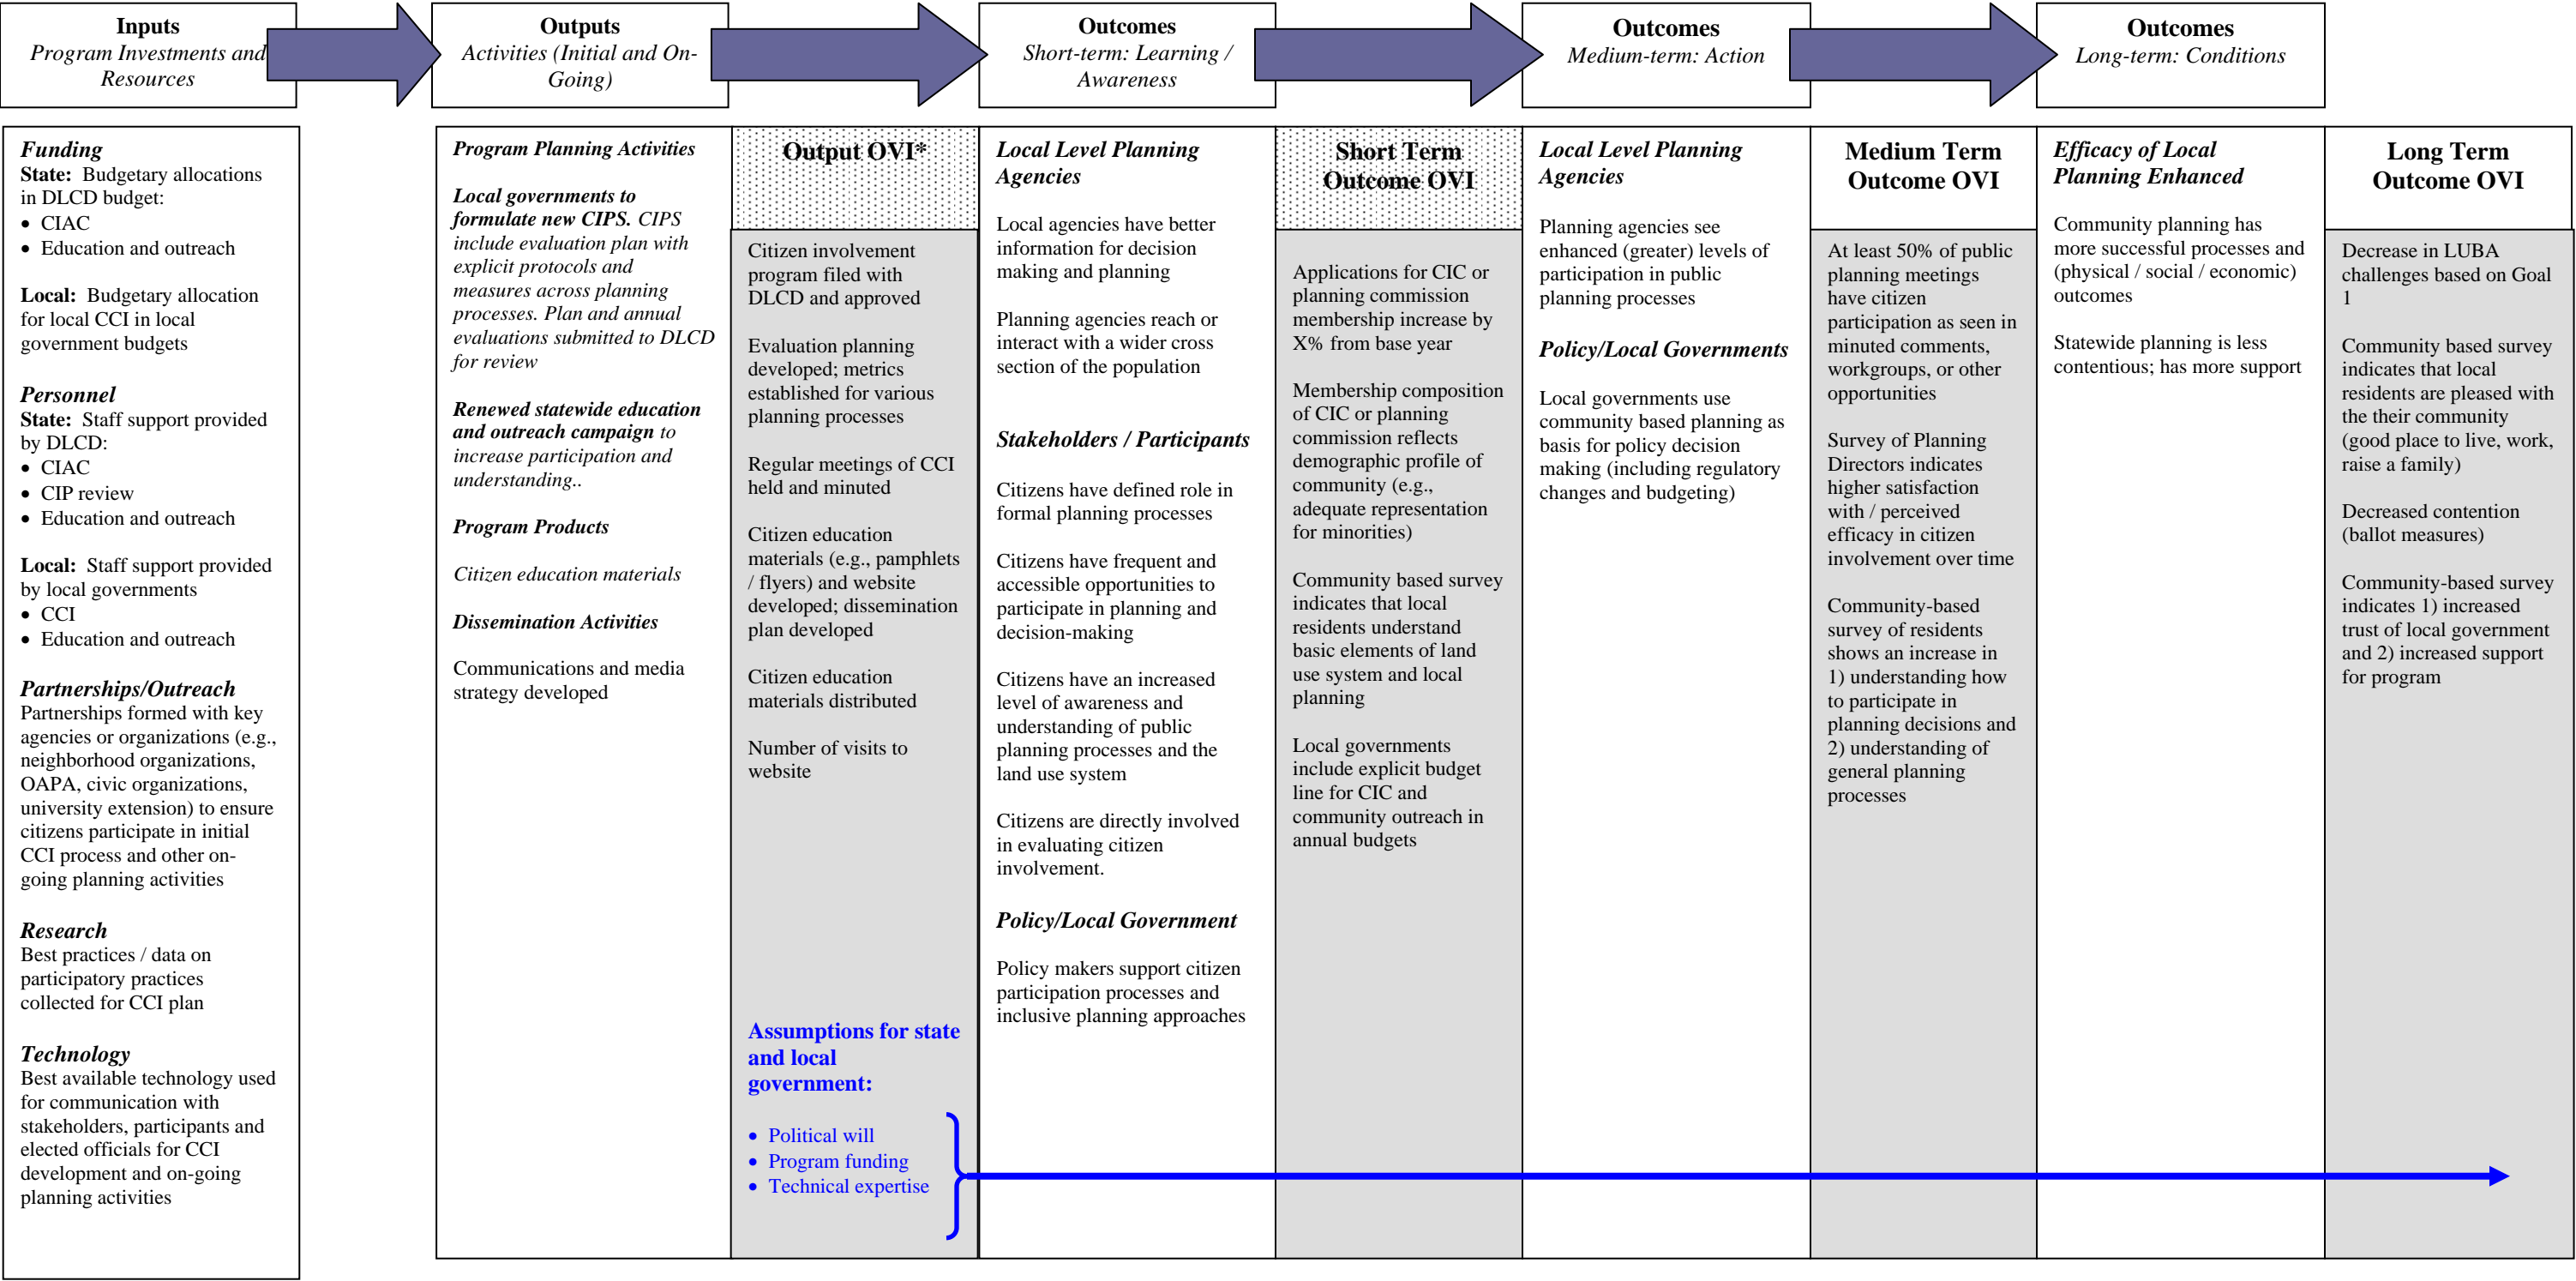 Inputs
Program Investments and
Resources
Outputs
Activities (Initial and On-
Going)
Outcomes
Short-term: Learning /
Awareness
Outcomes
Medium-term: Action
Outcomes
Long-term: Conditions
Funding
State: Budgetary allocations
in DLCD budget:
• CIAC
• Education and outreach
Local: Budgetary allocation
for local CCI in local
government budgets
Personnel
State: Staff support provided
by DLCD:
• CIAC
• CIP review
• Education and outreach
Local: Staff support provided
by local governments
• CCI
• Education and outreach
Partnerships/Outreach
Partnerships formed with key
agencies or organizations (e.g.,
neighborhood organizations,
OAPA, civic organizations,
university extension) to ensure
citizens participate in initial
CCI process and other on-
going planning activities
Research
Best practices / data on
participatory practices
collected for CCI plan
Technology
Best available technology used
for communication with
stakeholders, participants and
elected officials for CCI
development and on-going
planning activities
Program Planning Activities
Local governments to
formulate new CIPS. CIPS
include evaluation plan with
explicit protocols and
measures across planning
processes. Plan and annual
evaluations submitted to DLCD
for review
Renewed statewide education
and outreach campaign to
increase participation and
understanding..
Program Products
Citizen education materials
Dissemination Activities
Communications and media
strategy developed
Output OVI*
Citizen involvement
program filed with
DLCD and approved
Evaluation planning
developed; metrics
established for various
planning processes
Regular meetings of CCI
held and minuted
Citizen education
materials (e.g., pamphlets
/ flyers) and website
developed; dissemination
plan developed
Citizen education
materials distributed
Number of visits to
website
Assumptions for state
and local
government:
• Political will
• Program funding
• Technical expertise
Local Level Planning
Agencies
Local agencies have better
information for decision
making and planning
Planning agencies reach or
interact with a wider cross
section of the population
Stakeholders / Participants
Citizens have defined role in
formal planning processes
Citizens have frequent and
accessible opportunities to
participate in planning and
decision-making
Citizens have an increased
level of awareness and
understanding of public
planning processes and the
land use system
Citizens are directly involved
in evaluating citizen
involvement.
Policy/Local Government
Policy makers support citizen
participation processes and
inclusive planning approaches
Short Term
Outcome OVI
Applications for CIC or
planning commission
membership increase by
X% from base year
Membership composition
of CIC or planning
commission reflects
demographic profile of
community (e.g.,
adequate representation
for minorities)
Community based survey
indicates that local
residents understand
basic elements of land
use system and local
planning
Local governments
include explicit budget
line for CIC and
community outreach in
annual budgets
Local Level Planning
Agencies
Planning agencies see
enhanced (greater) levels of
participation in public
planning processes
Policy/Local Governments
Local governments use
community based planning as
basis for policy decision
making (including regulatory
changes and budgeting)
Medium Term
Outcome OVI
At least 50% of public
planning meetings
have citizen
participation as seen in
minuted comments,
workgroups, or other
opportunities
Survey of Planning
Directors indicates
higher satisfaction
with / perceived
efficacy in citizen
involvement over time
Community-based
survey of residents
shows an increase in
1) understanding how
to participate in
planning decisions and
2) understanding of
general planning
processes
Efficacy of Local
Planning Enhanced
Community planning has
more successful processes and
(physical / social / economic)
outcomes
Statewide planning is less
contentious; has more support
Long Term
Outcome OVI
Decrease in LUBA
challenges based on Goal
1
Community based survey
indicates that local
residents are pleased with
the their community
(good place to live, work,
raise a family)
Decreased contention
(ballot measures)
Community-based survey
indicates 1) increased
trust of local government
and 2) increased support
for program